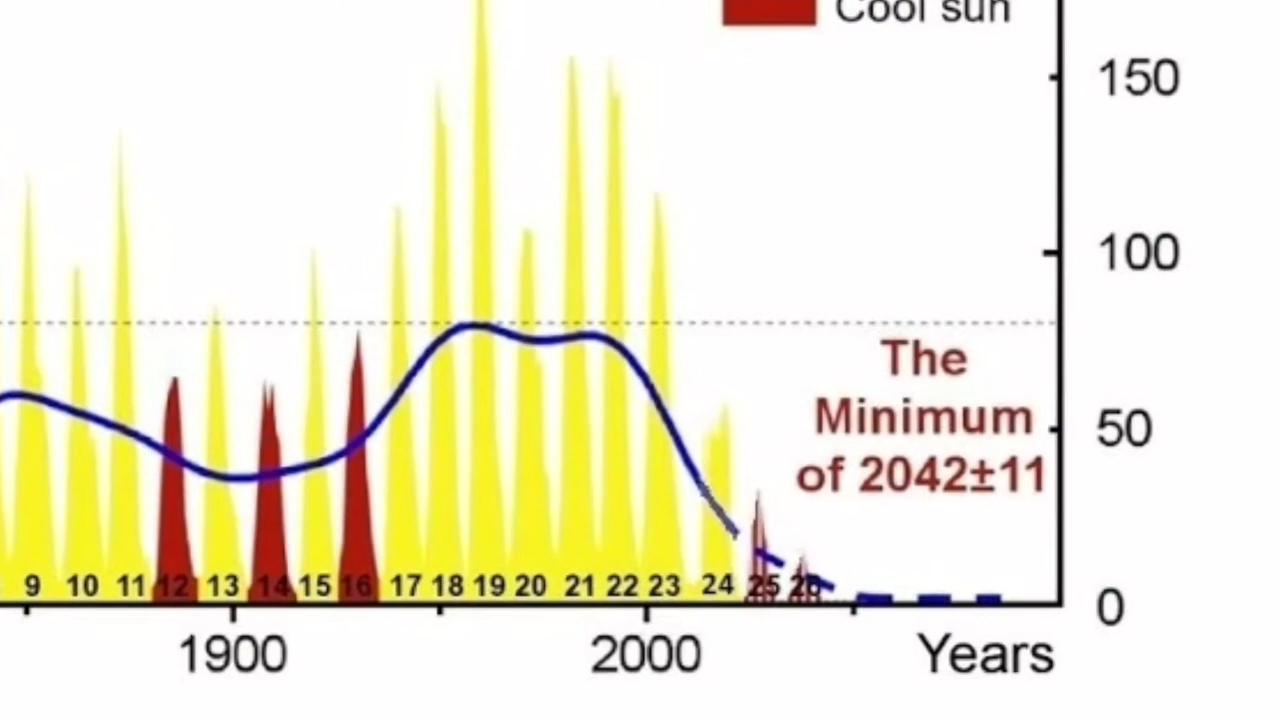 Cool sun
150
100
The
Minimum
of 2042±11
50
9 10 11 12 13 14 15 16 17 18 19 20 21 22 23 24 25 26
0
1900 2000 Years